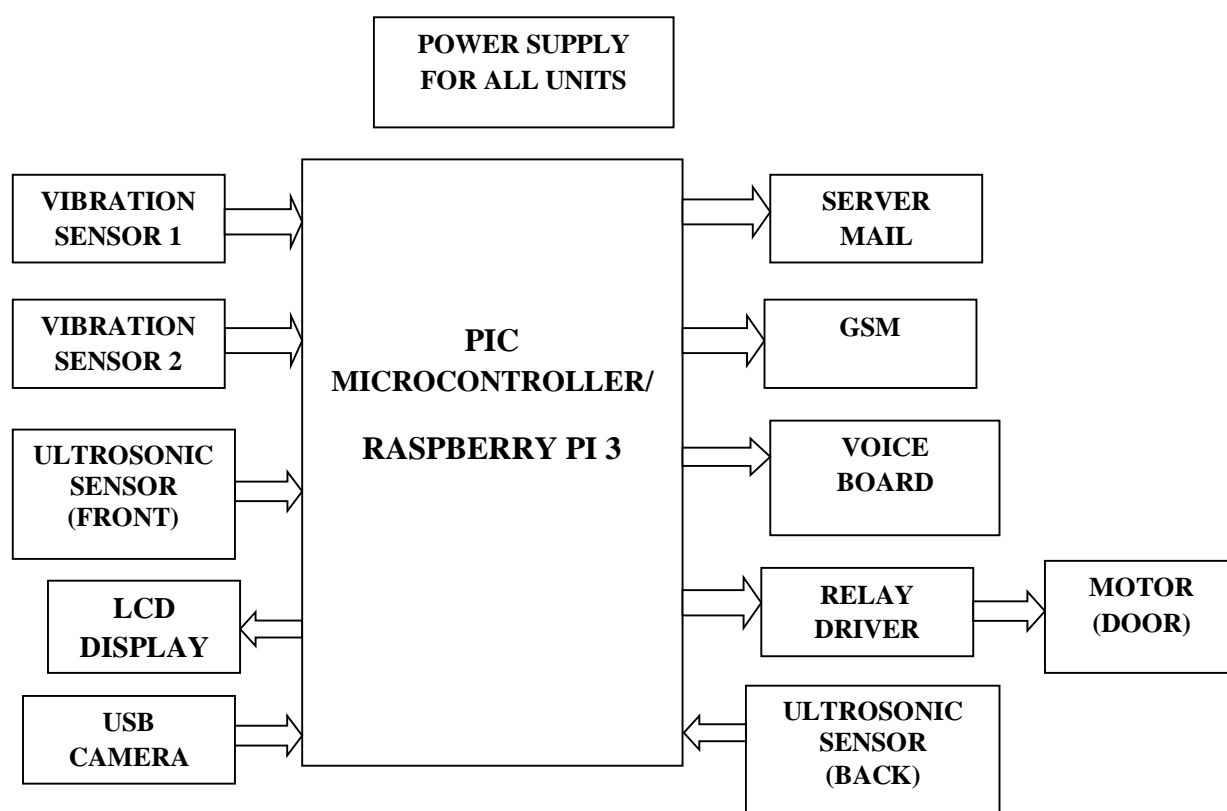 POWER SUPPLY
FOR ALL UNITS
VIBRATION
SENSOR 1
VIBRATION
SENSOR 2
ULTROSONIC
SENSOR
(FRONT)
LCD
DISPLAY
USB
CAMERA
PIC
MICROCONTROLLER/
RASPBERRY PI 3
SERVER
MAIL
GSM
VOICE
BOARD
RELAY
DRIVER
MOTOR
(DOOR)
ULTROSONIC
SENSOR
(BACK)